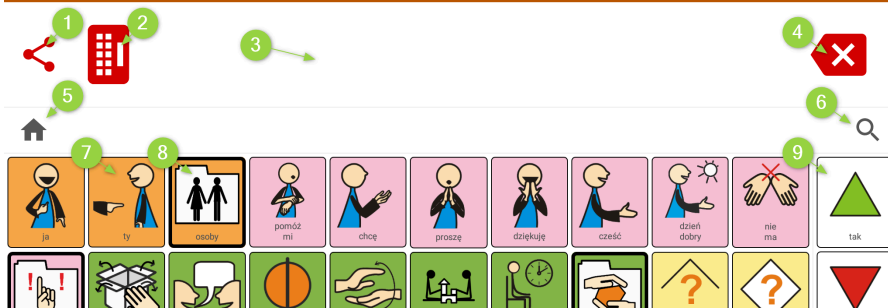 1
2
3
4
5
6
7
8
9
ja
ty
osoby
pomóż
mi
chcę
proszę
dziękuję
cześć
dzień
dobry
nie
ma
tak
!
!
?
?